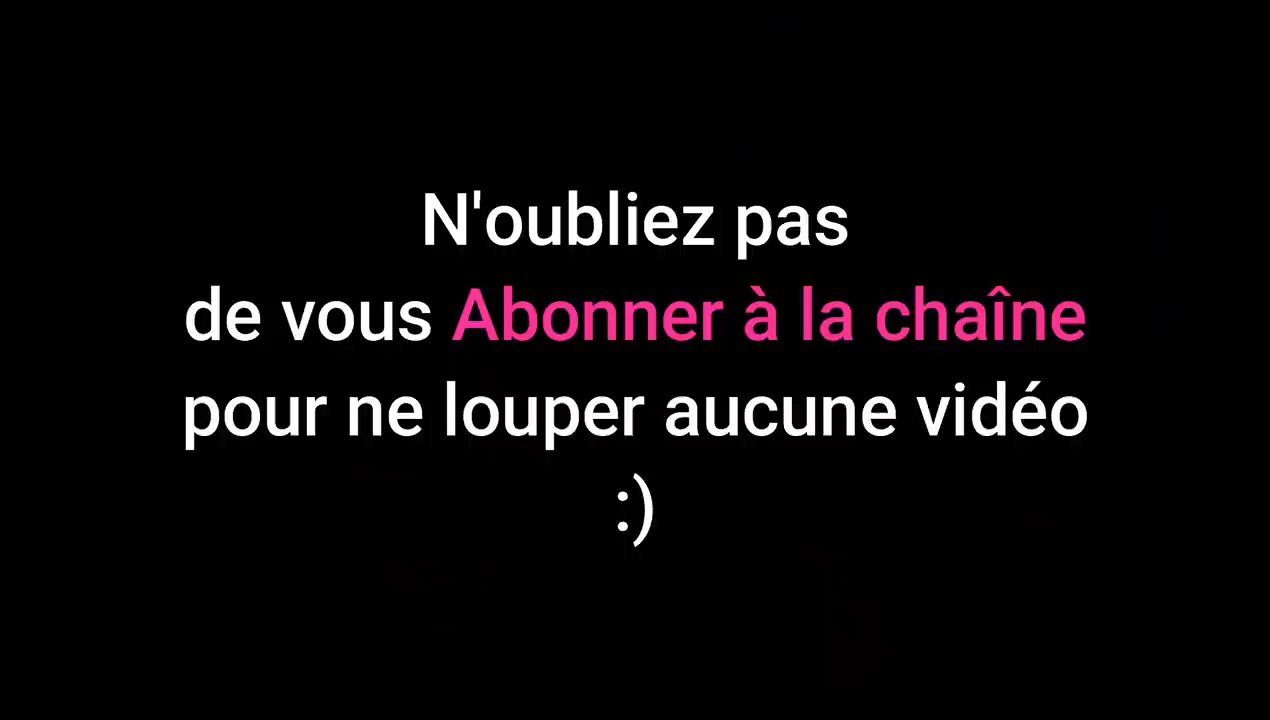 N'oubliez pas
de vous Abonner à la chaîne
pour ne louper aucune vidéo
:)